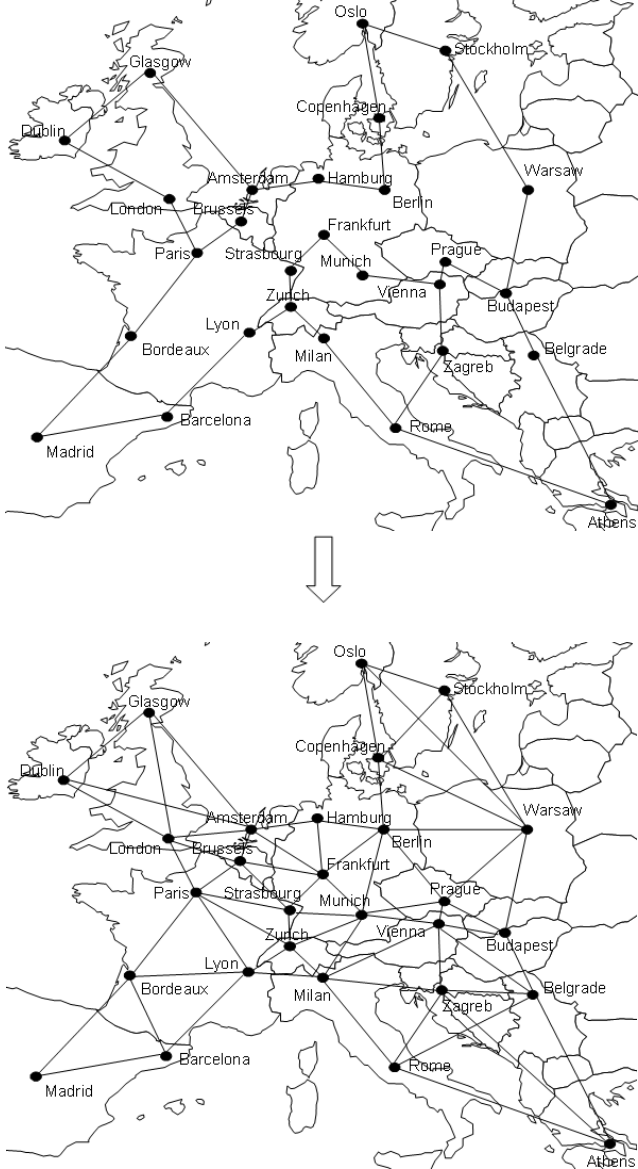 Oslo
Stockholm
Glasgow
Copenhagen
Dublin
Amsterdam
Hamburg
Warsaw
London
Brussels
Berlin
Frankfurt
Paris
Strasbourg
Munich
Prague
Zurich
Vienna
Budapest
Lyon
Bordeaux
Milan
Zagreb
Belgrade
Barcelona
Rome
Madrid
Athens
Oslo
Stockholm
Glasgow
Copenhagen
Dublin
Amsterdam
Hamburg
Warsaw
London
Brussels
Berlin
Frankfurt
Paris
Strasbourg
Munich
Prague
Zurich
Vienna
Budapest
Lyon
Bordeaux
Milan
Zagreb
Belgrade
Barcelona
Rome
Madrid
Athens